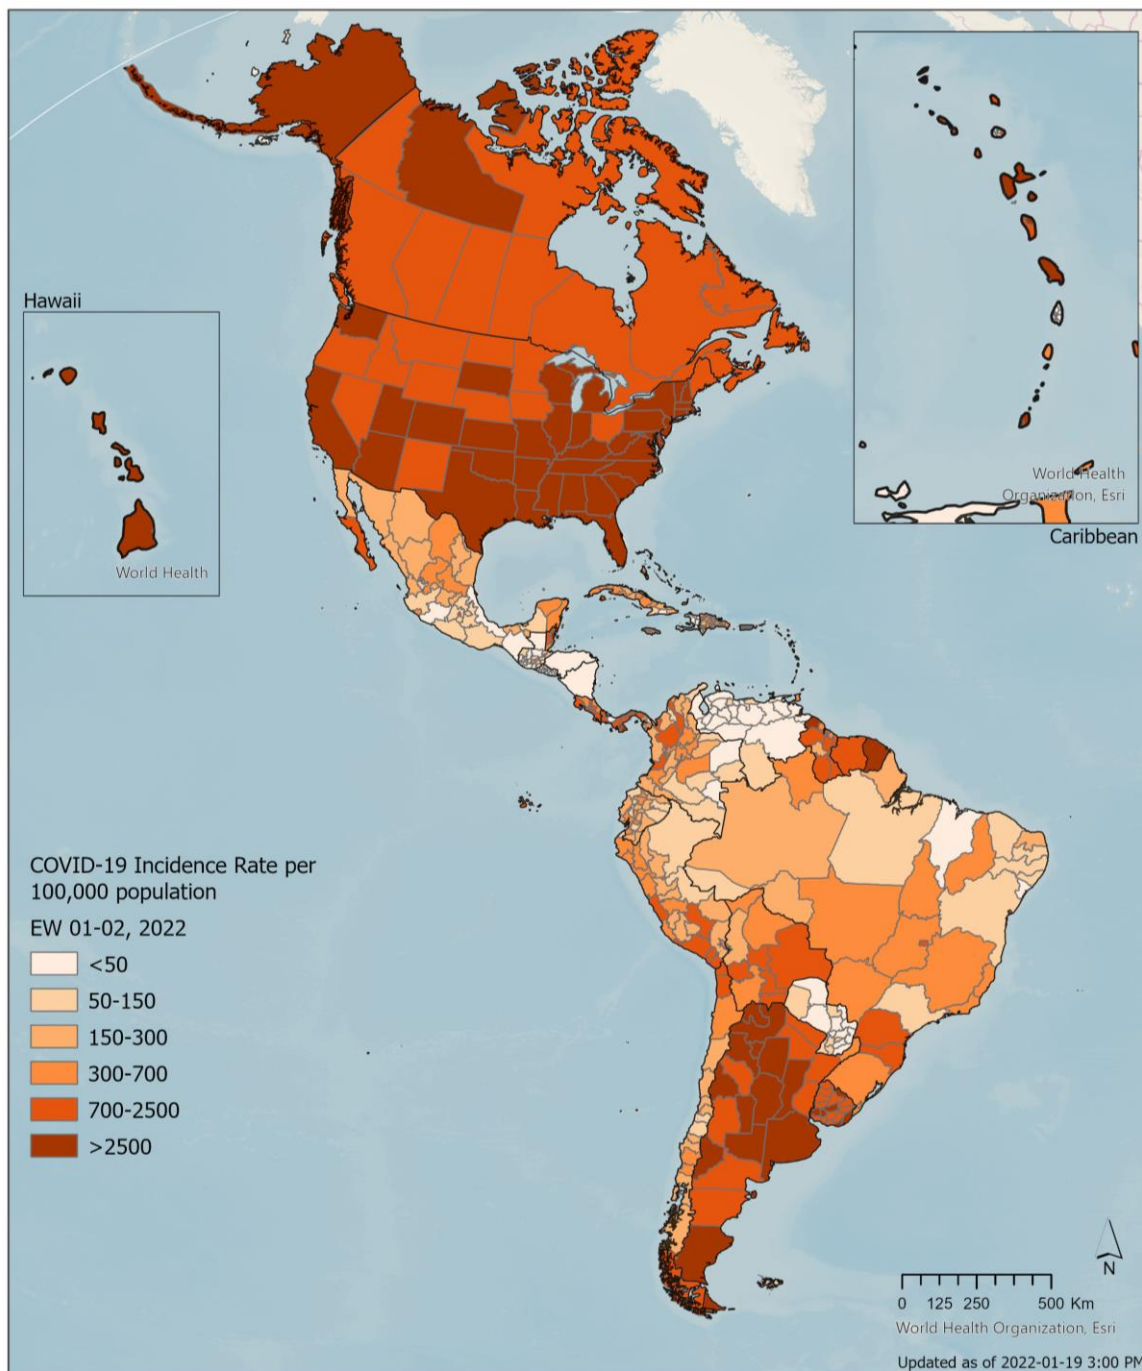 Hawaii
World Health
World Health
Organization, Esri
Caribbean
COVID-19 Incidence Rate per
100,000 population
EW 01-02, 2022
<50
50-150
150-300
300-700
700-2500
>2500
N
0 125 250 500 Km
World Health Organization, Esri
Updated as of 2022-01-19 3:00 PM